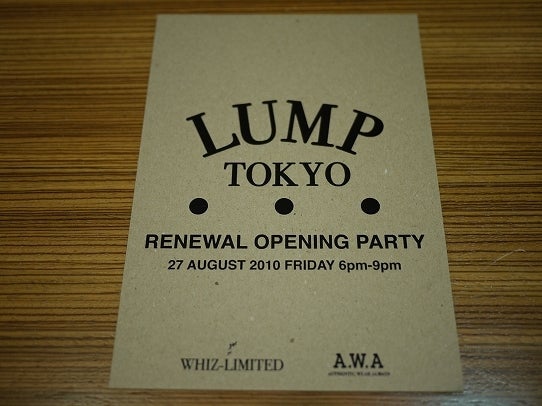 LUMP
TOKYO
RENEWAL OPENING PARTY
27 AUGUST 2010 FRIDAY 6pm-9pm
WHIZ-LIMITED
A.W.A